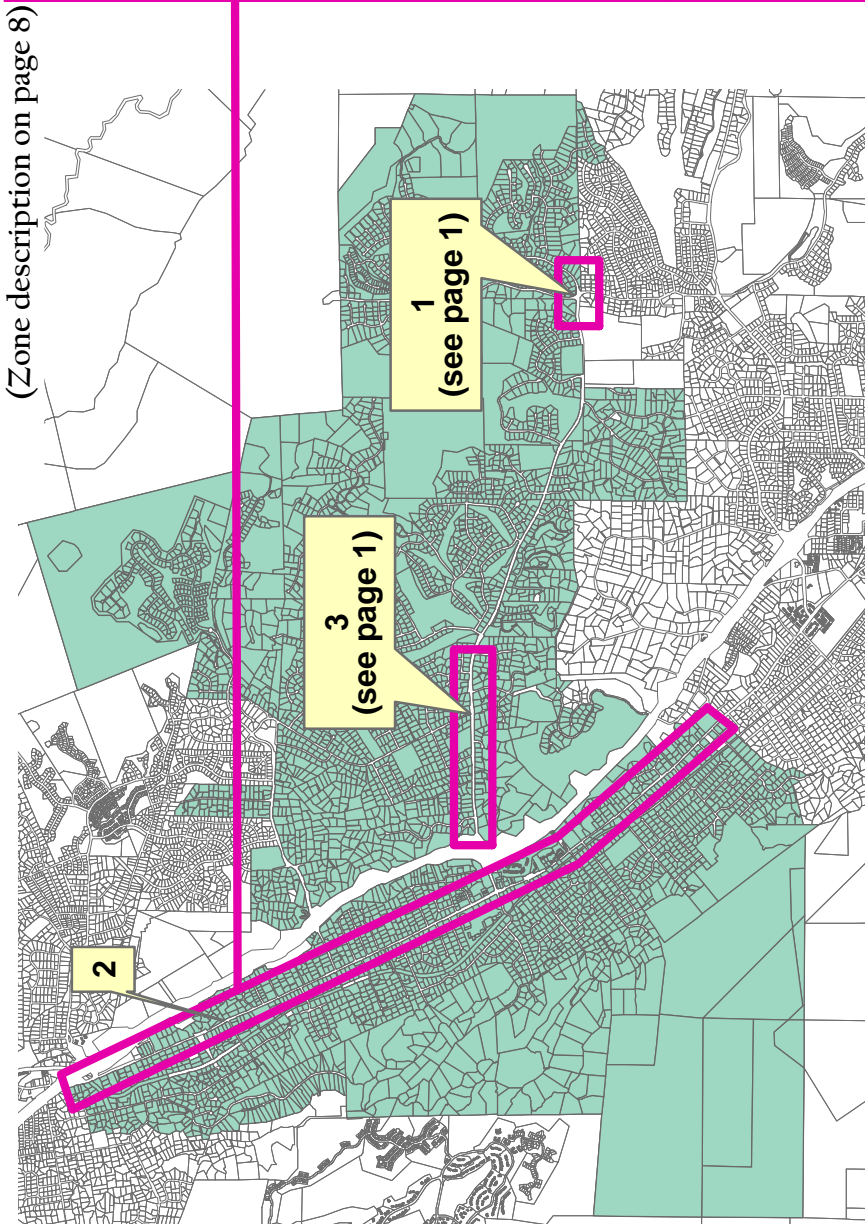 (Zone description on page 8)
2
3
(see page 1)
1
(see page 1)